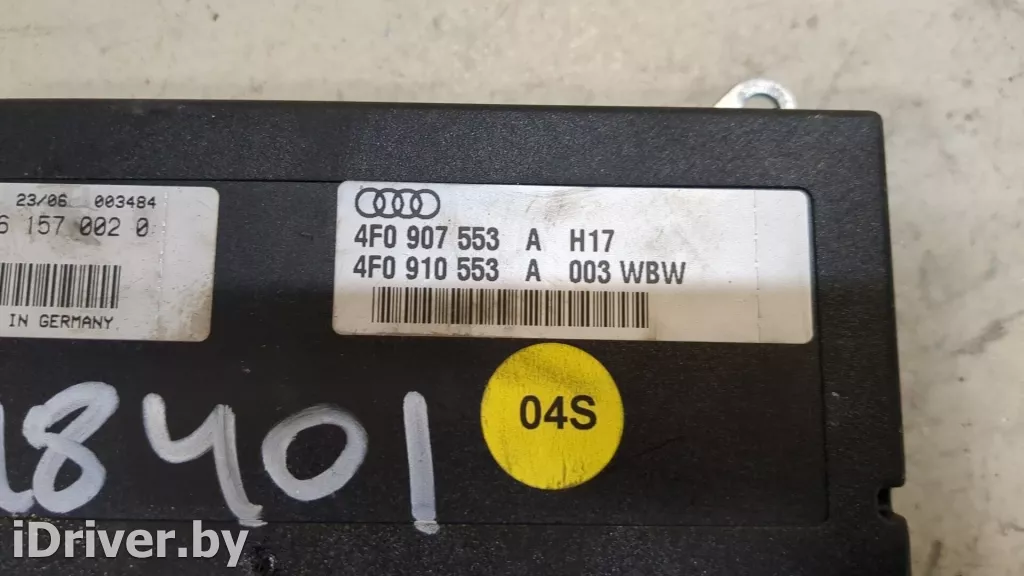 23/06 003484
6 157 002 0
IN GERMANY
4F0 907 553 A H17
4F0 910 553 A 003 WBW
04S
18401
iDriver.by